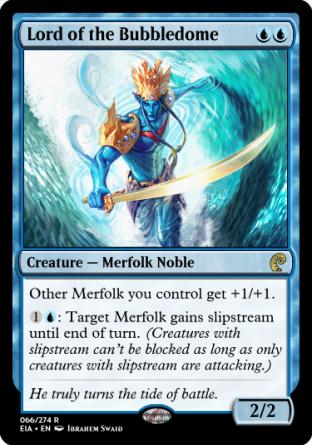 Lord of the Bubbledome
Creature — Merfolk Noble
Other Merfolk you control get +1/+1.
1: Target Merfolk gains slipstream
until end of turn. (Creatures with
slipstream can't be blocked as long as only
creatures with slipstream are attacking.)
He truly turns the tide of battle.
066/274 R
EIA • EN Ibrahem Swaid
2/2